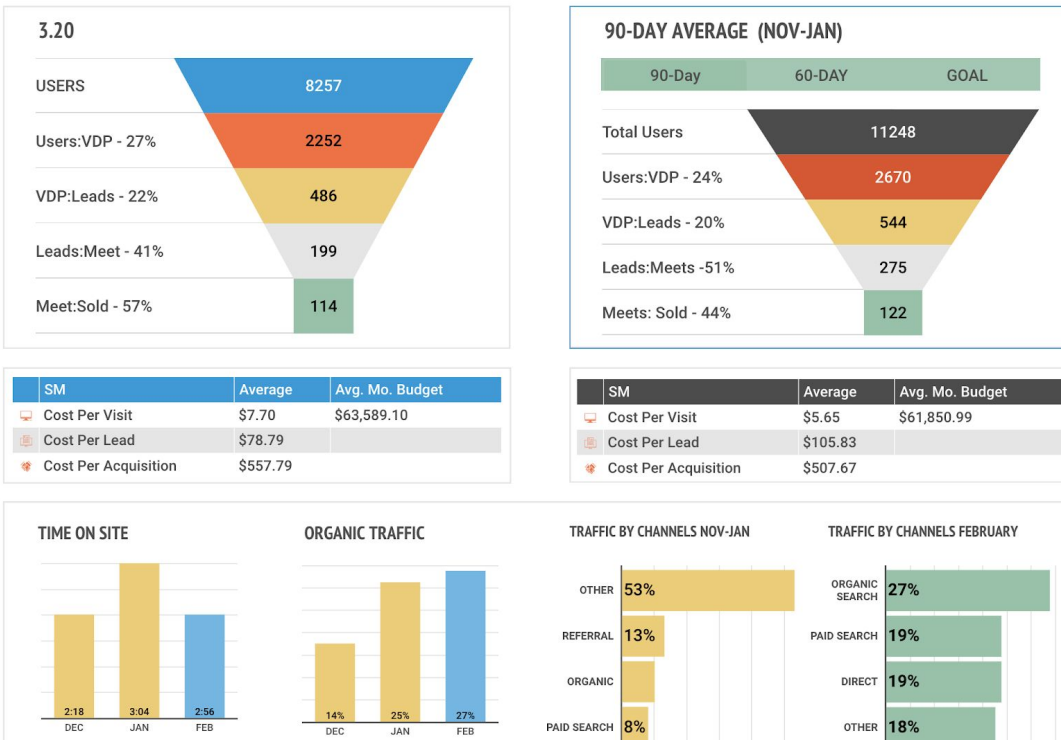 3.20
USERS 8257
Users:VDP - 27% 2252
VDP:Leads - 22% 486
Leads:Meet - 41% 199
Meet:Sold - 57% 114
90-DAY AVERAGE (NOV-JAN)
90-Day 60-DAY GOAL
Total Users 11248
Users:VDP - 24% 2670
VDP:Leads - 20% 544
Leads:Meets -51% 275
Meets: Sold - 44% 122
SM Average Avg. Mo. Budget
Cost Per Visit $7.70 $63,589.10
Cost Per Lead $78.79
Cost Per Acquisition $557.79
SM Average Avg. Mo. Budget
Cost Per Visit $5.65 $61,850.99
Cost Per Lead $105.83
Cost Per Acquisition $507.67
TIME ON SITE
2:18 3:04 2:56
DEC JAN FEB
ORGANIC TRAFFIC
14% 25% 27%
DEC JAN FEB
TRAFFIC BY CHANNELS NOV-JAN
OTHER 53%
REFERRAL 13%
ORGANIC
PAID SEARCH 8%
TRAFFIC BY CHANNELS FEBRUARY
ORGANIC
SEARCH 27%
PAID SEARCH 19%
DIRECT 19%
OTHER 18%